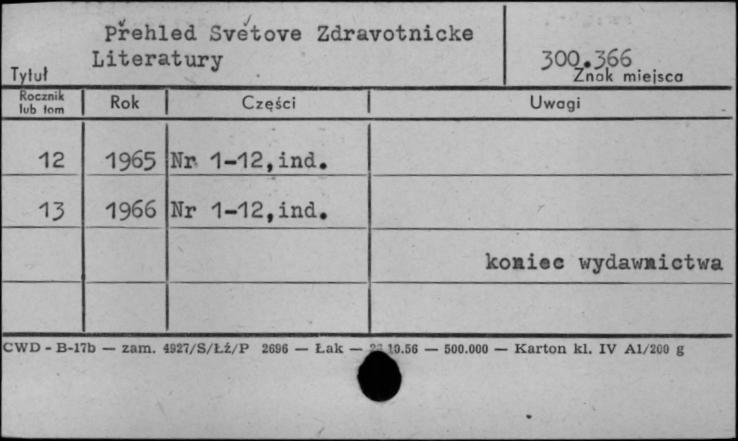 Přehled Světove Zdravotnicke
Literatury
300.366
Tytuł
Znak miejsca
Rocznik lub tom Rok Części Uwagi
12 1965 Nr 1-12,ind.
13 1966 Nr 1-12,ind.
koniec wydawnictwa
CWD - B-17b — zam. 4927/S/Łź/P 2696 — Łak — 10.56 — 500.000 — Karton kl. IV A1/200 g